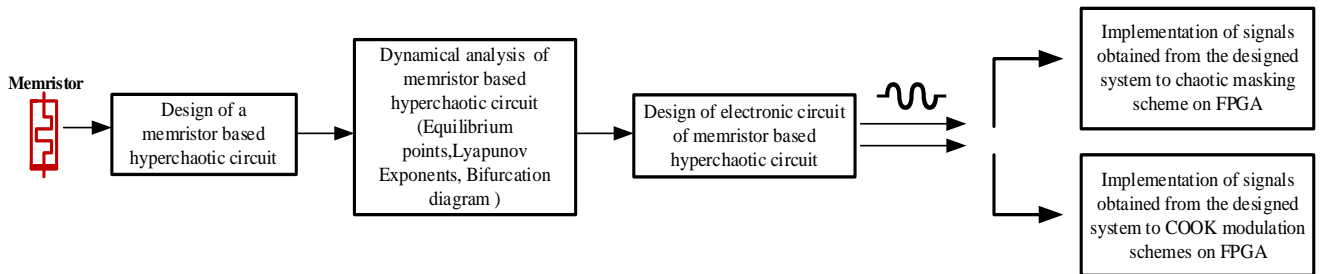 Memristor
Design of a
memristor based
hyperchaotic circuit
Dynamical analysis of
memristor based
hyperchaotic circuit
(Equilibrium
points,Lyapunov
Exponents, Bifurcation
diagram )
Design of electronic circuit
of memristor based
hyperchaotic circuit
Implementation of signals
obtained from the designed
system to chaotic masking
scheme on FPGA
Implementation of signals
obtained from the designed
system to COOK modulation
schemes on FPGA